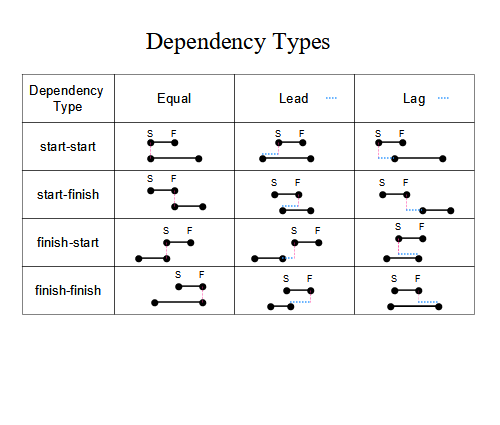 Dependency Types
Dependency
Type
Equal
Lead
Lag
start-start
S F
S F
S F
start-finish
S F
S F
S F
finish-start
S F
S F
S F
finish-finish
S F
S F
S F